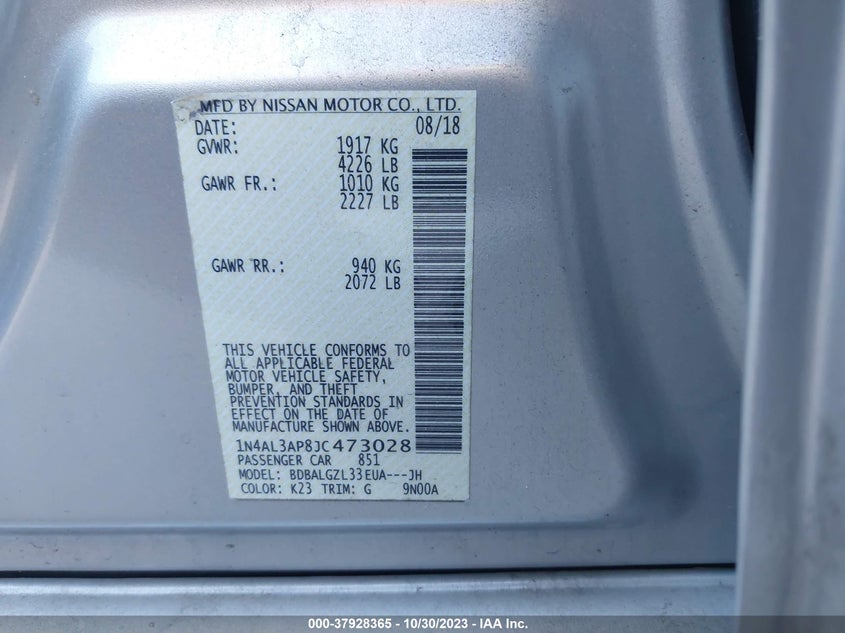 MFD BY NISSAN MOTOR CO., LTD.
DATE: 08/18
GVWR: 1917 KG
4226 LB
GAWR FR.: 1010 KG
2227 LB
GAWR RR.: 940 KG
2072 LB
THIS VEHICLE CONFORMS TO
ALL APPLICABLE FEDERAL
MOTOR VEHICLE SAFETY,
BUMPER, AND THEFT
PREVENTION STANDARDS IN
EFFECT ON THE DATE OF
MANUFACTURE SHOWN ABOVE.
1N4AL3AP8JC473028
PASSENGER CAR 851
MODEL: BDBALGZL33EUA---JH
COLOR: K23 TRIM: G 9N00A
000-37928365 - 10/30/2023 - IAA Inc.